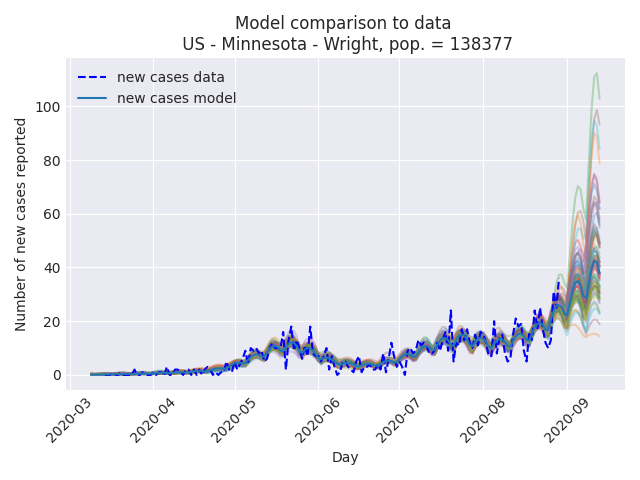 Model comparison to data
US - Minnesota - Wright, pop. = 138377
new cases data
new cases model
Number of new cases reported
100
80
60
40
20
0
2020-03
2020-04
2020-05
2020-06
2020-07
2020-08
2020-09
Day